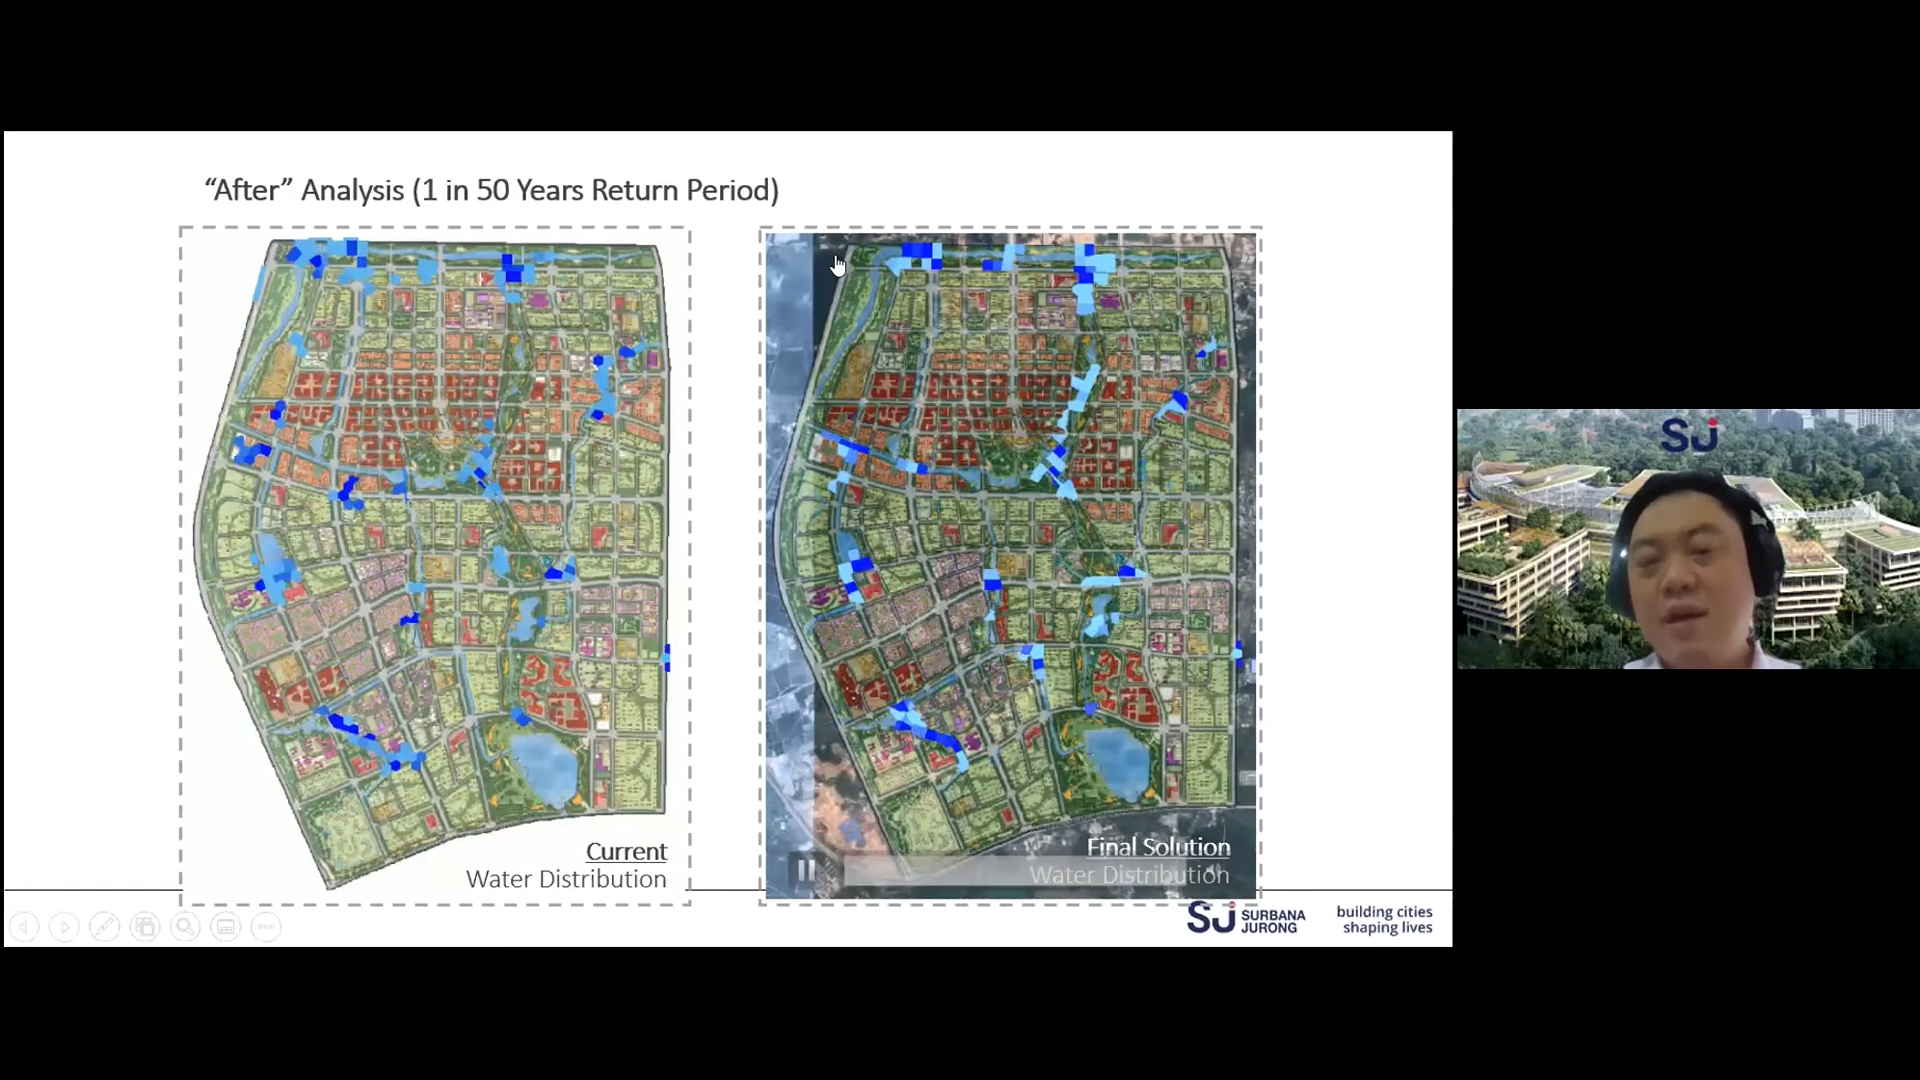 “After” Analysis (1 in 50 Years Return Period)
Current
Water Distribution
Final Solution
Water Distribution
SJ SURBANA
JURONG
building cities
shaping lives
SJ